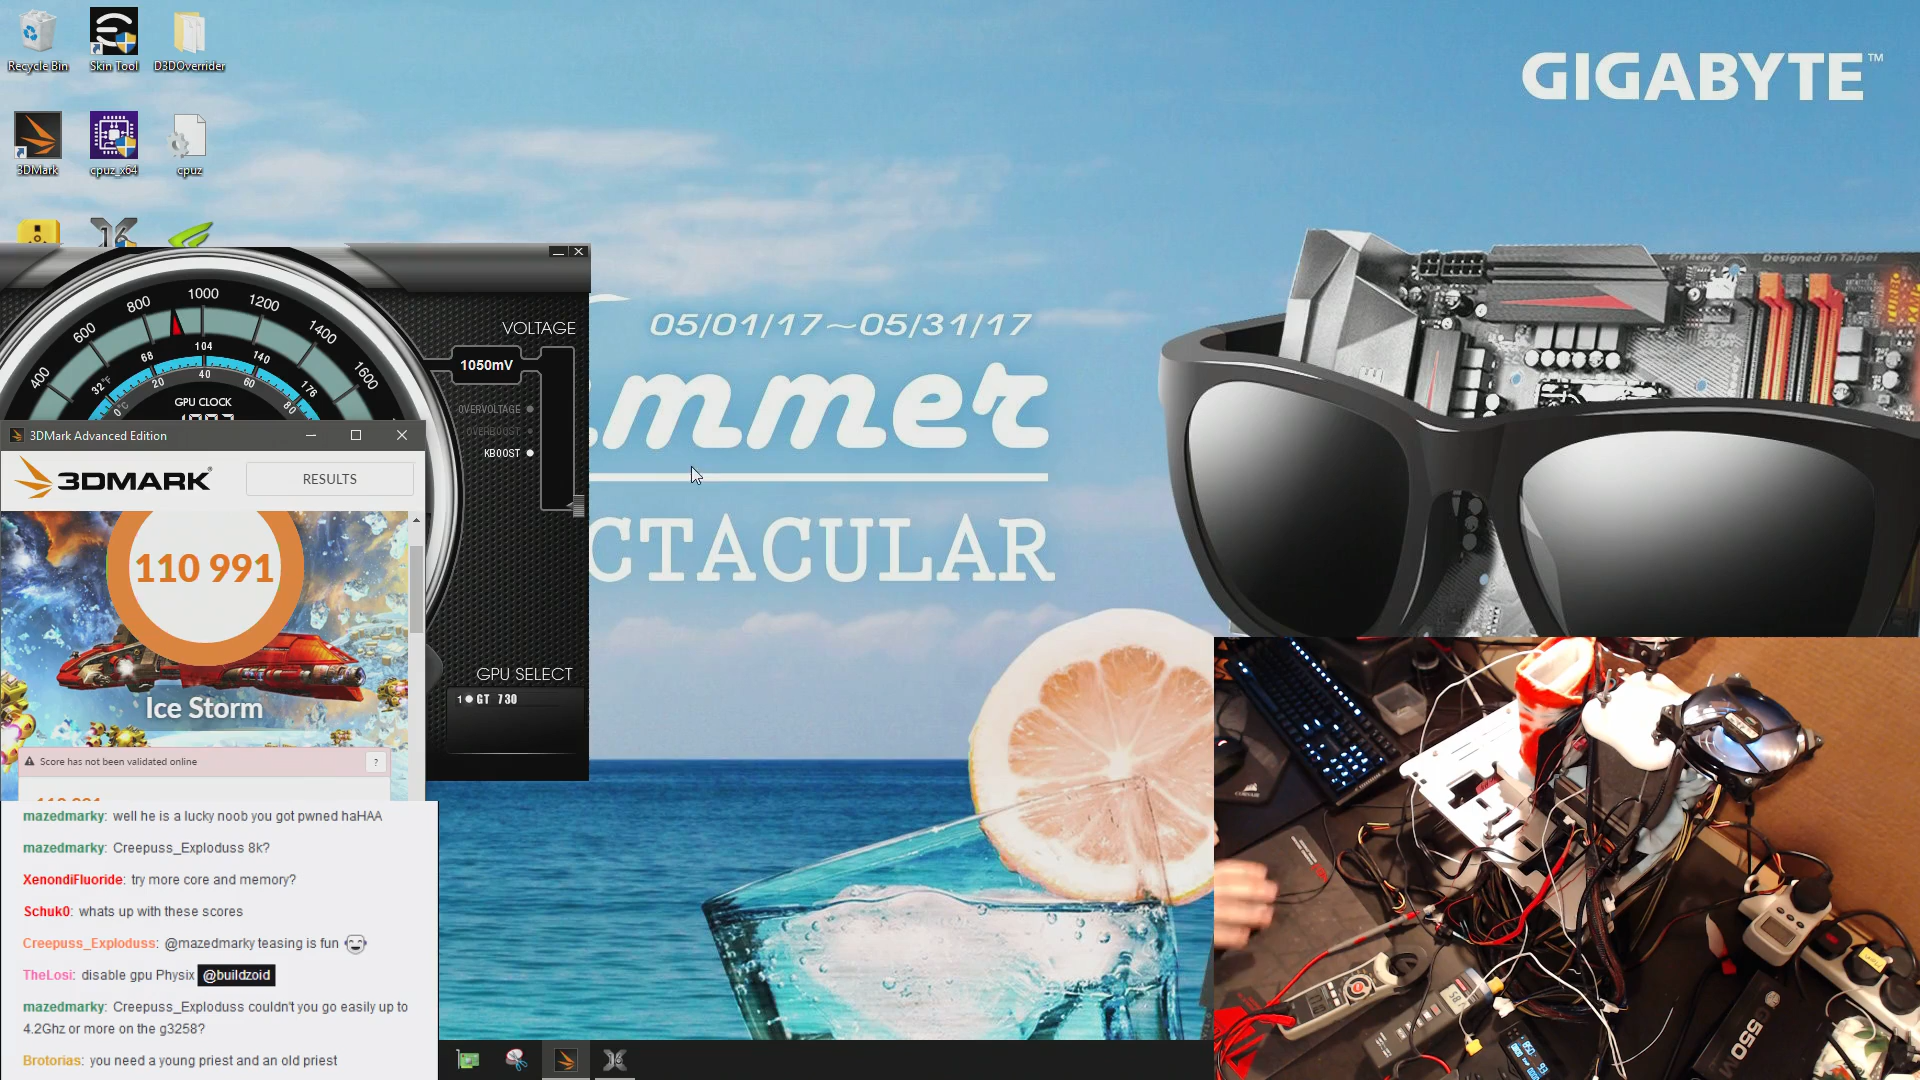 Recycle Bin
Skin Tool
D3DOverrider
3DMark
cpuz_x64
cpuz
GIGABYTE™
ErP Ready
Designed in Taipei
05/01/17~05/31/17
mmer
CTACULAR
400
600
800
1000
1200
1400
1600
32°F
68
104
140
176
0°C
20
40
60
80
GPU CLOCK
VOLTAGE
1050mV
OVERVOLTAGE
OVERBOOST
KBOOST
GPU SELECT
1 GT 730
3DMark Advanced Edition
3DMARK®
RESULTS
110 991
Ice Storm
Score has not been validated online
?
mazedmarky: well he is a lucky noob you got pwned haHAA
mazedmarky: Creepuss_Exploduss 8k?
XenondiFluoride: try more core and memory?
Schuk0: whats up with these scores
Creepuss_Exploduss: @mazedmarky teasing is fun
TheLosi: disable gpu Physix @buildzoid
mazedmarky: Creepuss_Exploduss couldn't you go easily up to
4.2Ghz or more on the g3258?
Brotorias: you need a young priest and an old priest
CORSAIR
550